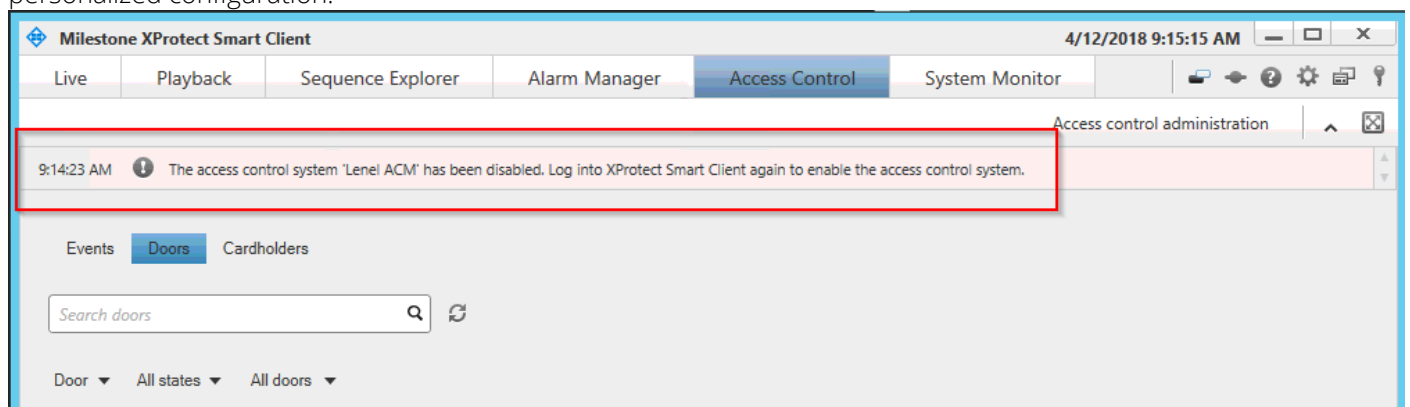 personalized configuration.
Milestone XProtect Smart Client 4/12/2018 9:15:15 AM
Live Playback Sequence Explorer Alarm Manager Access Control System Monitor
Access control administration
9:14:23 AM The access control system 'Lenel ACM' has been disabled. Log into XProtect Smart Client again to enable the access control system.
Events Doors Cardholders
Search doors
Door All states All doors